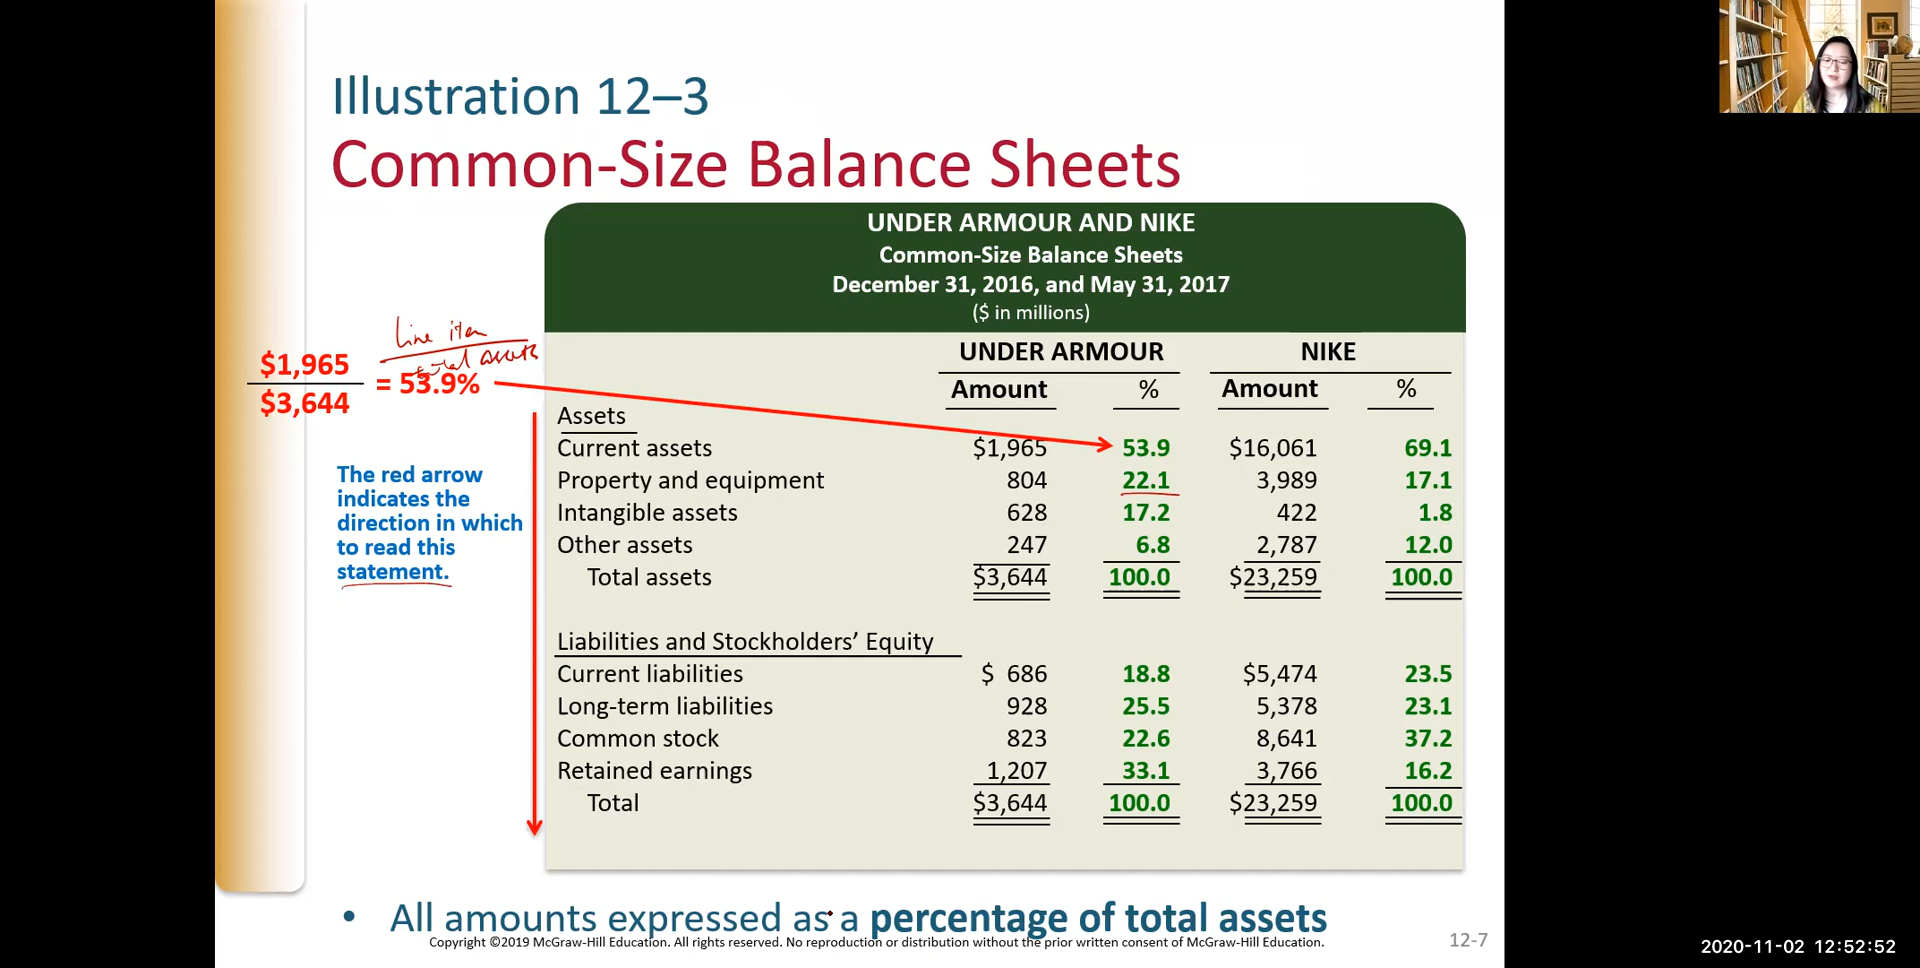 Illustration 12–3
Common-Size Balance Sheets
UNDER ARMOUR AND NIKE
Common-Size Balance Sheets
December 31, 2016, and May 31, 2017
($ in millions)
Line item
total assets
$1,965
$3,644
= 53.9%
The red arrow
indicates the
direction in which
to read this
statement.
UNDER ARMOUR NIKE
Amount % Amount %
Assets
Current assets $1,965 53.9 $16,061 69.1
Property and equipment 804 22.1 3,989 17.1
Intangible assets 628 17.2 422 1.8
Other assets 247 6.8 2,787 12.0
Total assets $3,644 100.0 $23,259 100.0
Liabilities and Stockholders’ Equity
Current liabilities $ 686 18.8 $5,474 23.5
Long-term liabilities 928 25.5 5,378 23.1
Common stock 823 22.6 8,641 37.2
Retained earnings 1,207 33.1 3,766 16.2
Total $3,644 100.0 $23,259 100.0
• All amounts expressed as a percentage of total assets
Copyright ©2019 McGraw-Hill Education. All rights reserved. No reproduction or distribution without the prior written consent of McGraw-Hill Education.
12-7
2020-11-02 12:52:52